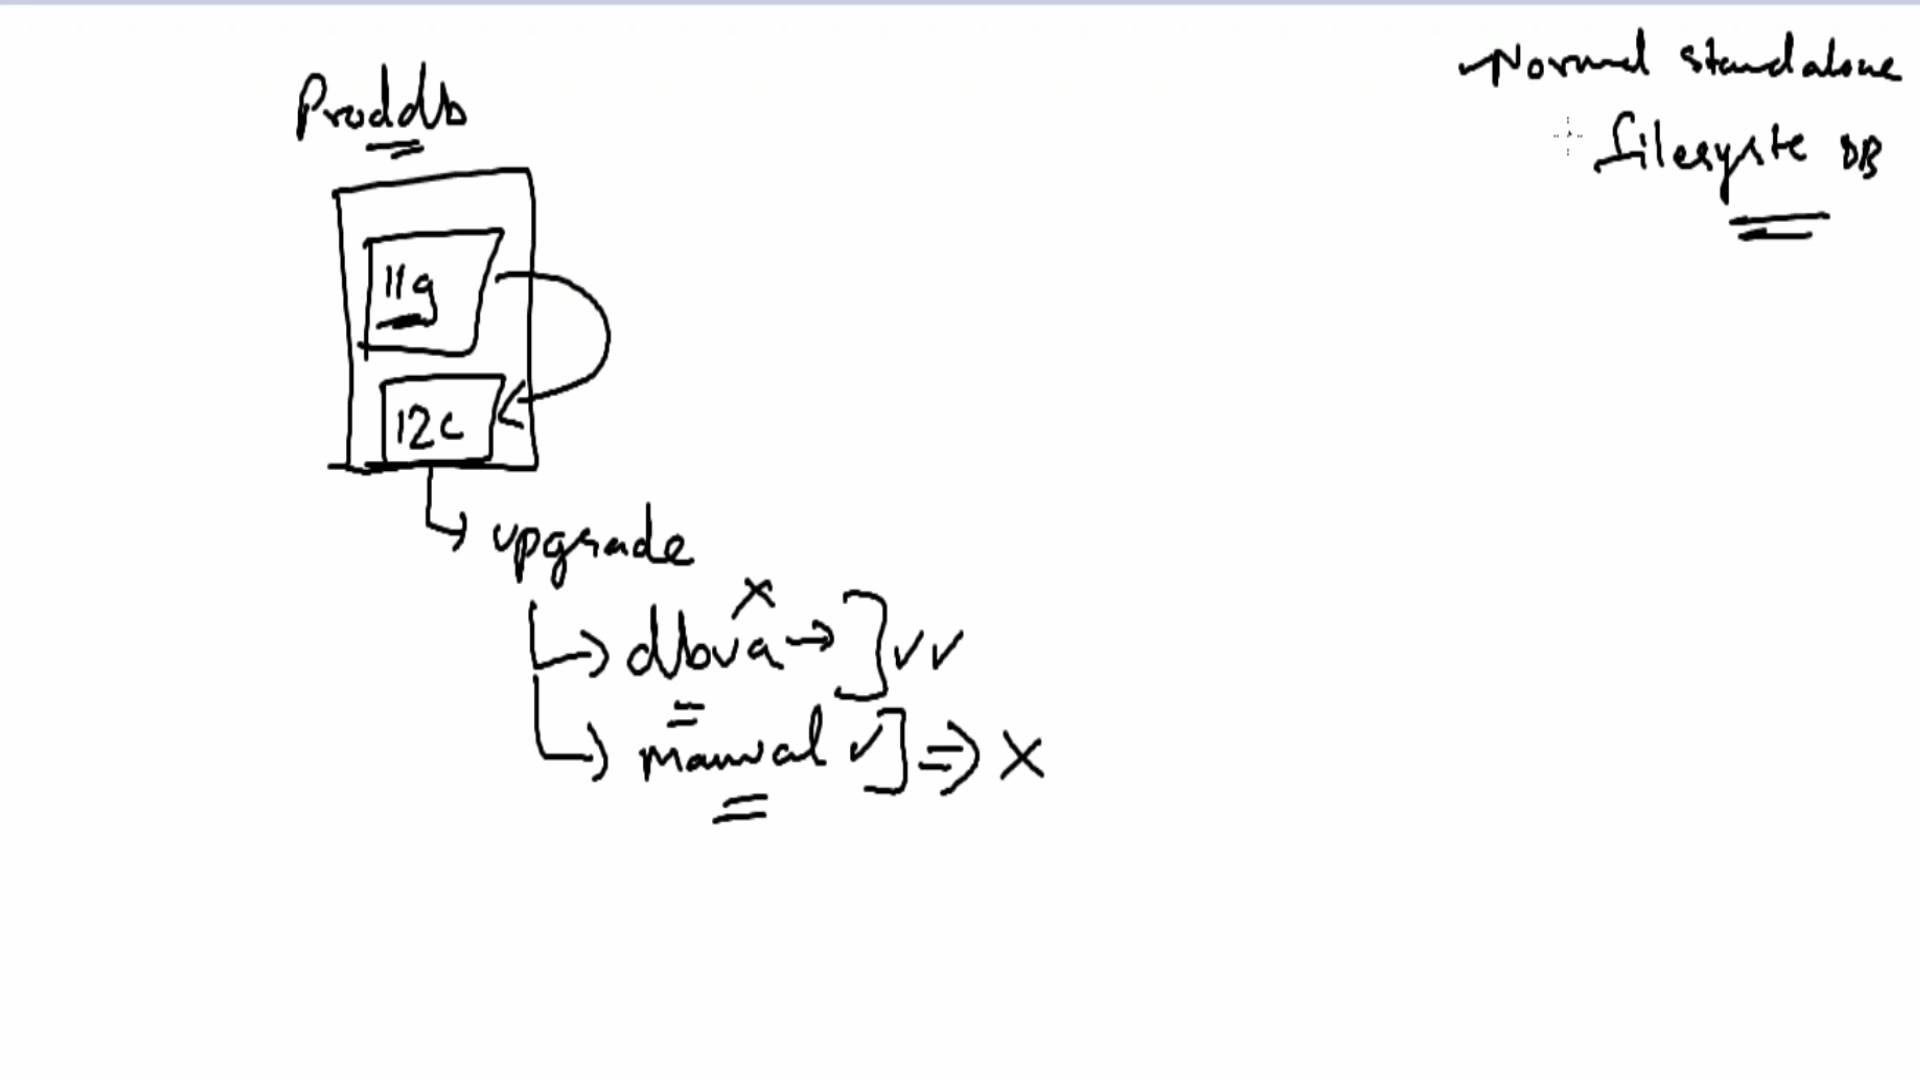 Proddb
Normal standalone
filesyste DB
11g
12c
upgrade
dbua
manual